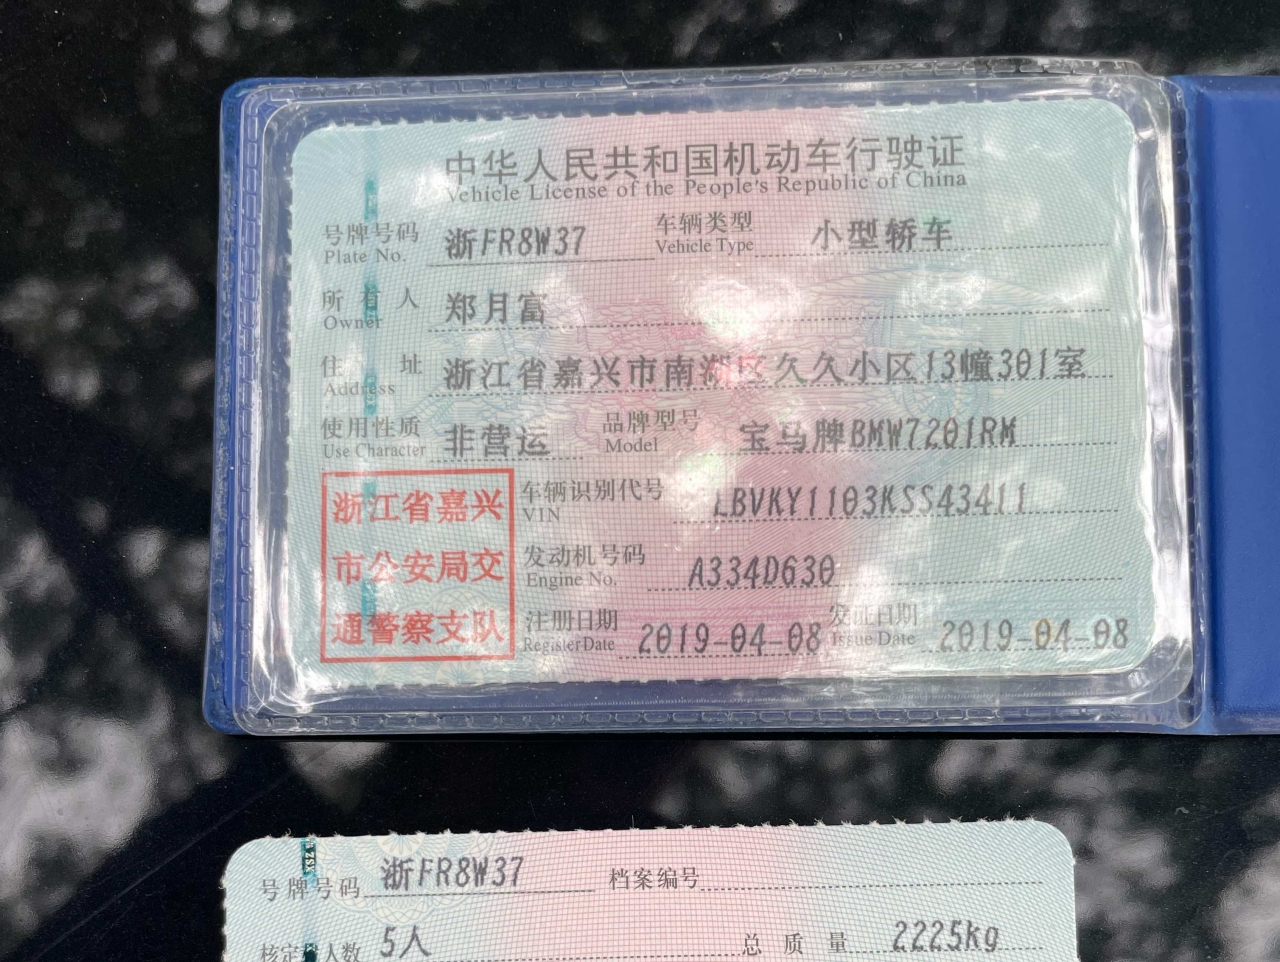 中华人民共和国机动车行驶证
Vehicle License of the People's Republic of China
号牌号码 浙FR8W37 车辆类型 小型轿车
Plate No. Vehicle Type
所有人 郑月富
Owner
住址 浙江省嘉兴市南湖区久久小区13幢301室
Address
使用性质 非营运 品牌型号 宝马牌BMW7201RM
Use Character Model
浙江省嘉兴
市公安局交
通警察支队
车辆识别代号 LBVKY1103KSS43411
VIN
发动机号码 A334D630
Engine No.
注册日期 2019-04-08 发证日期 2019-04-08
Register Date Issue Date
号牌号码 浙FR8W37 档案编号
核定载人数 5人 总质量 2225kg